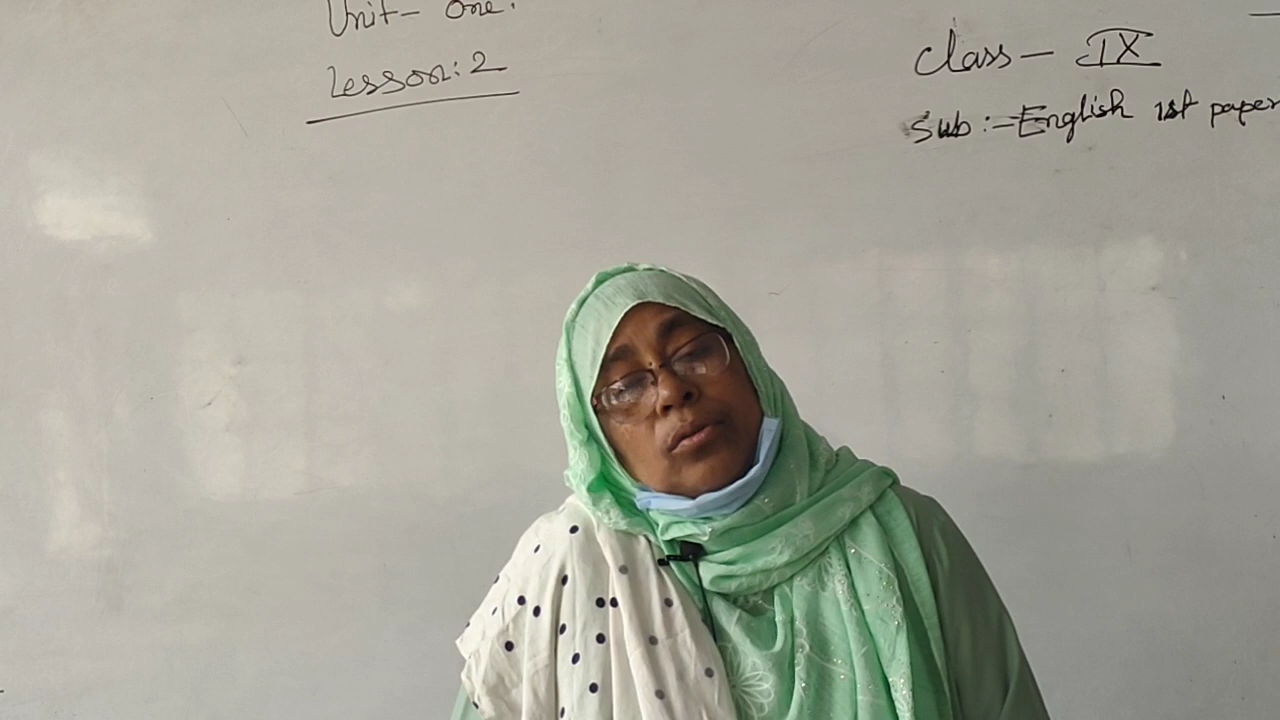 Unit- One.
Lesson: 2
Class- IX
Sub:- English 1st paper